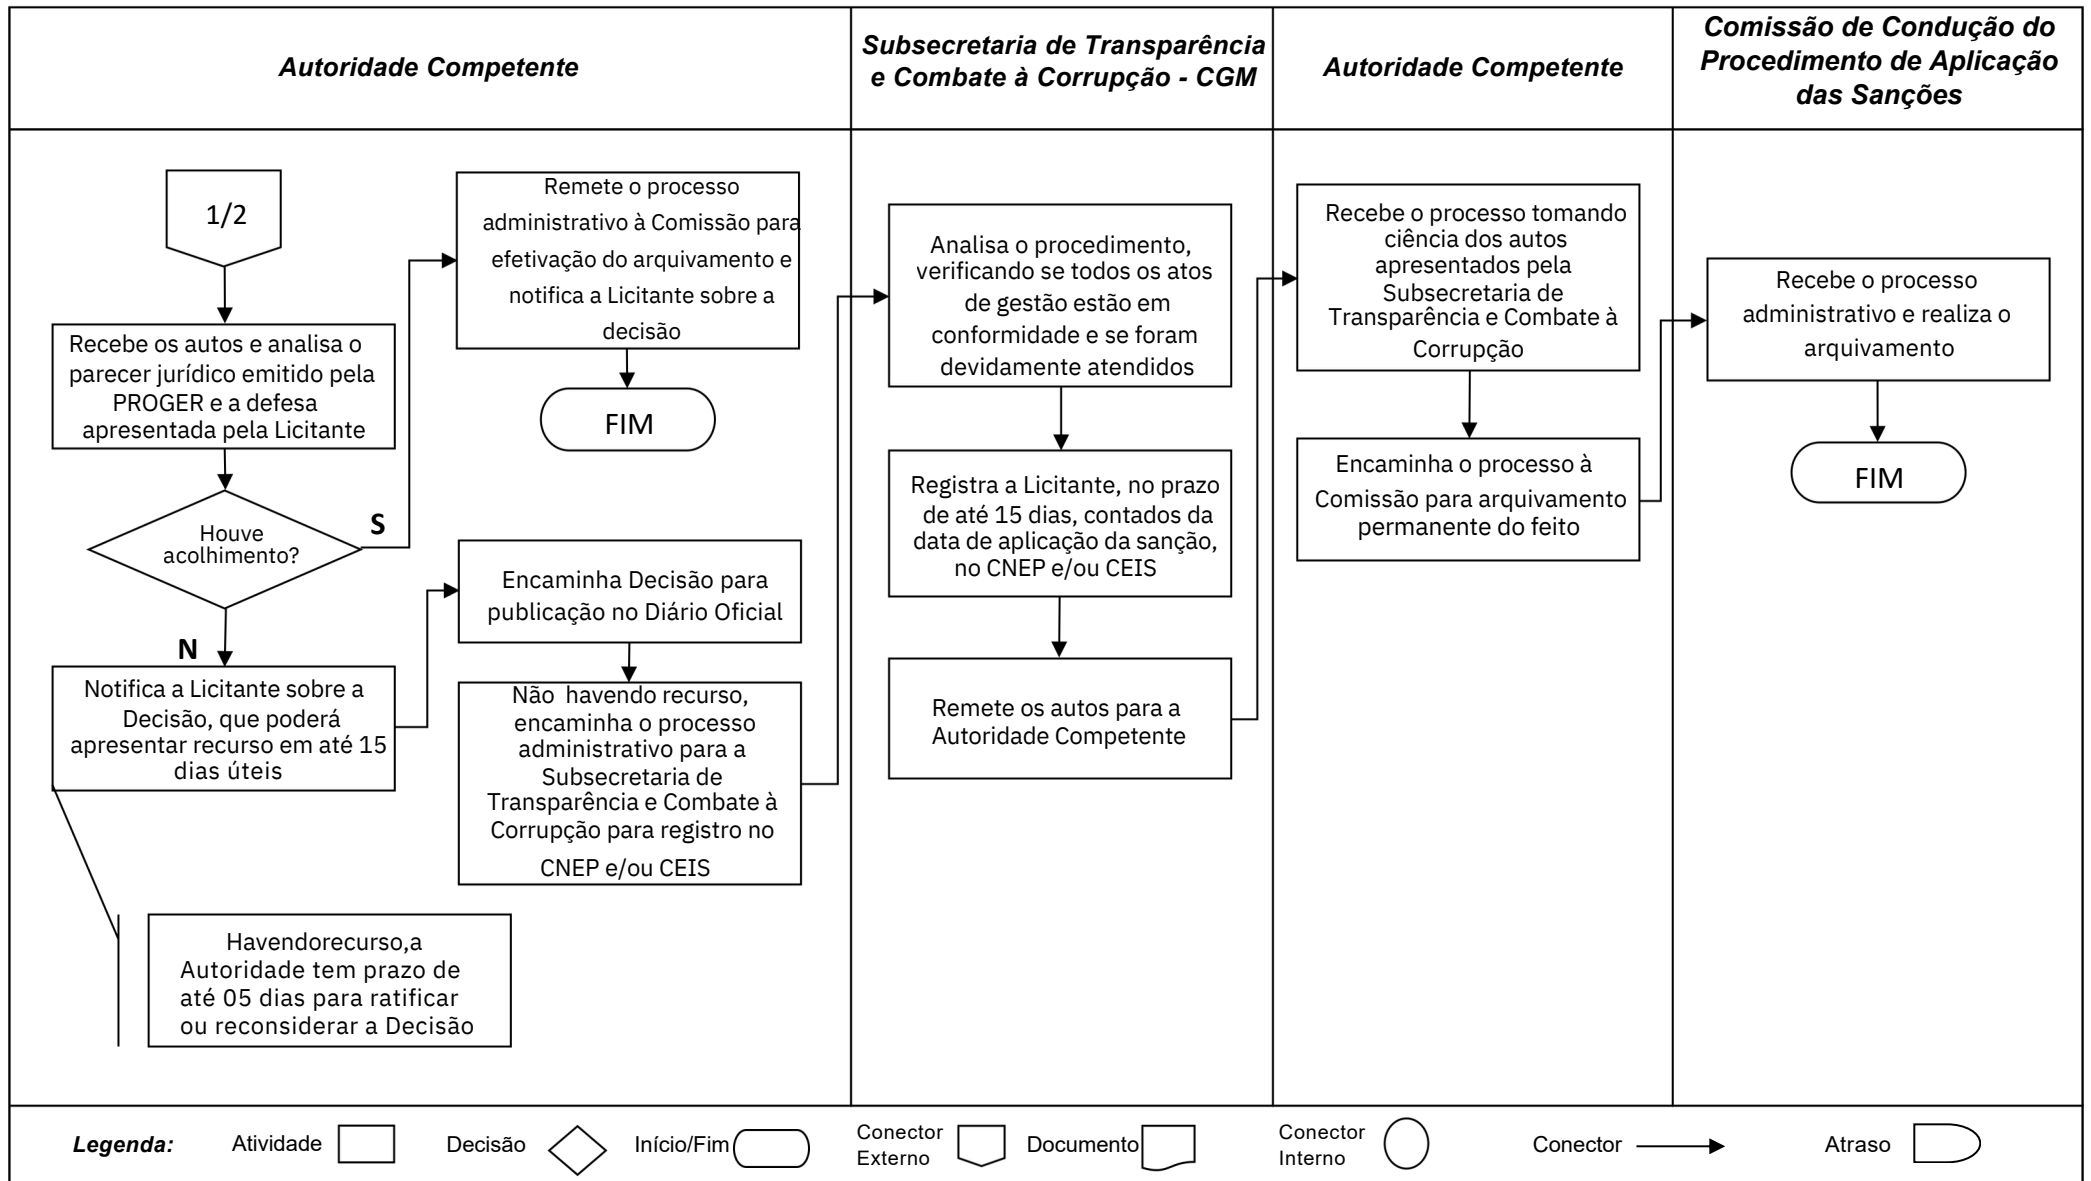 Autoridade Competente
Subsecretaria de Transparência
e Combate à Corrupção - CGM
Autoridade Competente
Comissão de Condução do
Procedimento de Aplicação
das Sanções
1/2
Recebe os autos e analisa o
parecer jurídico emitido pela
PROGER e a defesa
apresentada pela Licitante
Houve
acolhimento?
S
N
Notifica a Licitante sobre a
Decisão, que poderá
apresentar recurso em até 15
dias úteis
Havendorecurso,a
Autoridade tem prazo de
até 05 dias para ratificar
ou reconsiderar a Decisão
Remete o processo
administrativo à Comissão para
efetivação do arquivamento e
notifica a Licitante sobre a
decisão
FIM
Encaminha Decisão para
publicação no Diário Oficial
Não havendo recurso,
encaminha o processo
administrativo para a
Subsecretaria de
Transparência e Combate à
Corrupção para registro no
CNEP e/ou CEIS
Analisa o procedimento,
verificando se todos os atos
de gestão estão em
conformidade e se foram
devidamente atendidos
Registra a Licitante, no prazo
de até 15 dias, contados da
data de aplicação da sanção,
no CNEP e/ou CEIS
Remete os autos para a
Autoridade Competente
Recebe o processo tomando
ciência dos autos
apresentados pela
Subsecretaria de
Transparência e Combate à
Corrupção
Encaminha o processo à
Comissão para arquivamento
permanente do feito
Recebe o processo
administrativo e realiza o
arquivamento
FIM
Legenda:
Atividade
Decisão
Início/Fim
Conector
Externo
Documento
Conector
Interno
Conector
Atraso